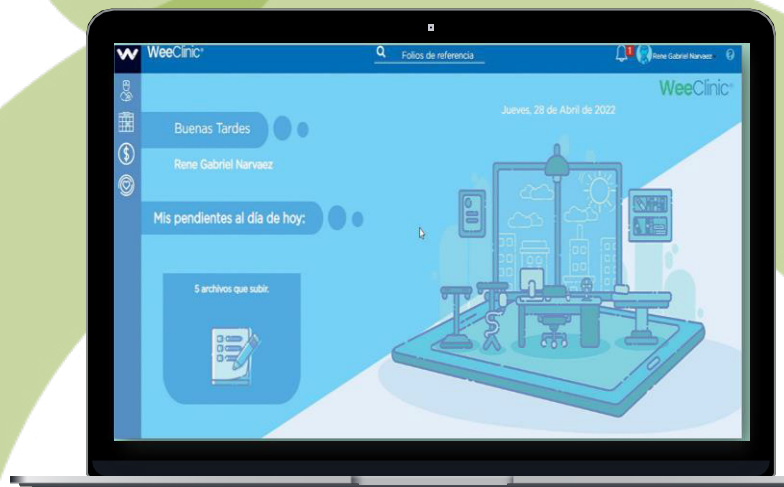 WeeClinic®
Folios de referencia
1
Rene Gabriel Narvaez
?
WeeClinic®
Jueves, 28 de Abril de 2022
Buenas Tardes
Rene Gabriel Narvaez
Mis pendientes al día de hoy:
5 archivos que subir.